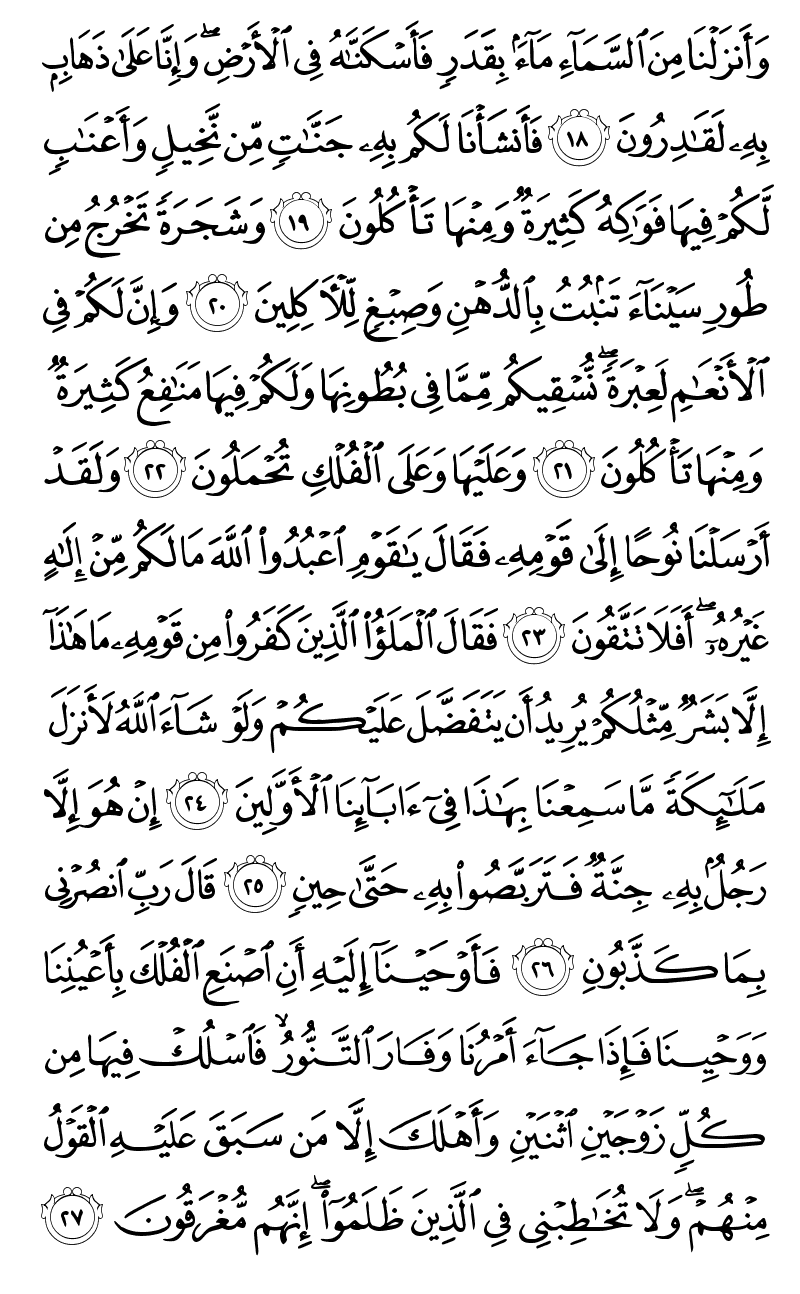 وَأَنزَلْنَا مِنَ ٱلسَّمَآءِ مَآءًۢ بِقَدَرٍ فَأَسْكَنَّٰهُ فِى ٱلْأَرْضِ ۖ وَإِنَّا عَلَىٰ ذَهَابٍۭ
بِهِۦ لَقَٰدِرُونَ ١٨ فَأَنشَأْنَا لَكُم بِهِۦ جَنَّٰتٍ مِّن نَّخِيلٍ وَأَعْنَٰبٍ
لَّكُمْ فِيهَا فَوَٰكِهُ كَثِيرَةٌ وَمِنْهَا تَأْكُلُونَ ١٩ وَشَجَرَةً تَخْرُجُ مِن
طُورِ سَيْنَآءَ تَنۢبُتُ بِٱلدُّهْنِ وَصِبْغٍ لِّلْـَٔاكِلِينَ ٢٠ وَإِنَّ لَكُمْ فِى
ٱلْأَنْعَٰمِ لَعِبْرَةً ۖ نُّسْقِيكُم مِّمَّا فِى بُطُونِهَا وَلَكُمْ فِيهَا مَنَٰفِعُ كَثِيرَةٌ
وَمِنْهَا تَأْكُلُونَ ٢١ وَعَلَيْهَا وَعَلَى ٱلْفُلْكِ تُحْمَلُونَ ٢٢ وَلَقَدْ
أَرْسَلْنَا نُوحًا إِلَىٰ قَوْمِهِۦ فَقَالَ يَٰقَوْمِ ٱعْبُدُوا۟ ٱللَّهَ مَا لَكُم مِّنْ إِلَٰهٍ
غَيْرُهُۥٓ ۖ أَفَلَا تَتَّقُونَ ٢٣ فَقَالَ ٱلْمَلَؤُا۟ ٱلَّذِينَ كَفَرُوا۟ مِن قَوْمِهِۦ مَا هَٰذَآ
إِلَّا بَشَرٌ مِّثْلُكُمْ يُرِيدُ أَن يَتَفَضَّلَ عَلَيْكُمْ وَلَوْ شَآءَ ٱللَّهُ لَأَنزَلَ
مَلَٰٓئِكَةً مَّا سَمِعْنَا بِهَٰذَا فِىٓ ءَابَآئِنَا ٱلْأَوَّلِينَ ٢٤ إِنْ هُوَ إِلَّا
رَجُلٌۢ بِهِۦ جِنَّةٌ فَتَرَبَّصُوا۟ بِهِۦ حَتَّىٰ حِينٍ ٢٥ قَالَ رَبِّ ٱنصُرْنِى
بِمَا كَذَّبُونِ ٢٦ فَأَوْحَيْنَآ إِلَيْهِ أَنِ ٱصْنَعِ ٱلْفُلْكَ بِأَعْيُنِنَا
وَوَحْيِنَا فَإِذَا جَآءَ أَمْرُنَا وَفَارَ ٱلتَّنُّورُ ۙ فَٱسْلُكْ فِيهَا مِن
كُلٍّ زَوْجَيْنِ ٱثْنَيْنِ وَأَهْلَكَ إِلَّا مَن سَبَقَ عَلَيْهِ ٱلْقَوْلُ
مِنْهُمْ ۖ وَلَا تُخَٰطِبْنِى فِى ٱلَّذِينَ ظَلَمُوٓا۟ ۖ إِنَّهُم مُّغْرَقُونَ ٢٧